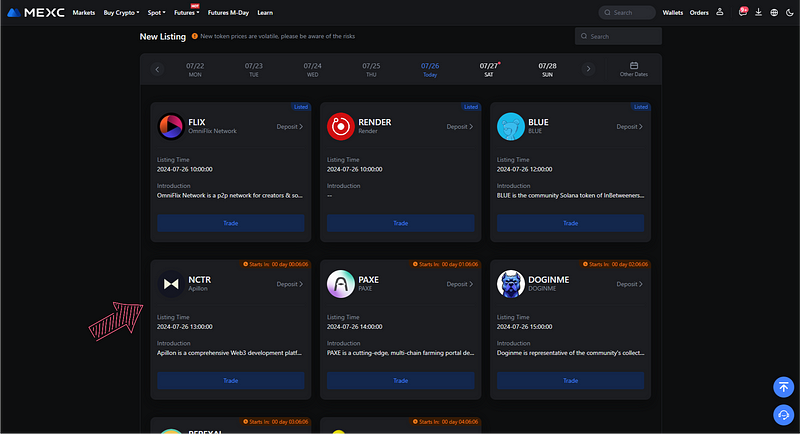 MEXC Markets Buy Crypto Spot Futures HOT Futures M-Day Learn Search Wallets Orders 9+
New Listing New token prices are volatile, please be aware of the risks Search
07/22 07/23 07/24 07/25 07/26 07/27 07/28
MON TUE WED THU Today SAT SUN Other Dates
Listed Listed Listed
FLIX RENDER BLUE
OmniFlix Network Deposit Render Deposit BLUE Deposit
Listing Time Listing Time Listing Time
2024-07-26 10:00:00 2024-07-26 10:00:00 2024-07-26 12:00:00
Introduction Introduction Introduction
OmniFlix Network is a p2p network for creators & so... -- BLUE is the community Solana token of InBetweeners...
Trade Trade Trade
Starts In: 00 day 00:06:06 Starts In: 00 day 01:06:06 Starts In: 00 day 02:06:06
NCTR PAXE DOGINME
Apillon Deposit PAXE Deposit DOGINME Deposit
Listing Time Listing Time Listing Time
2024-07-26 13:00:00 2024-07-26 14:00:00 2024-07-26 15:00:00
Introduction Introduction Introduction
Apillon is a comprehensive Web3 development platf... PAXE is a cutting-edge, multi-chain farming portal de... Doginme is representative of the community's collect...
Trade Trade Trade
Starts In: 00 day 03:06:06 Starts In: 00 day 04:06:06